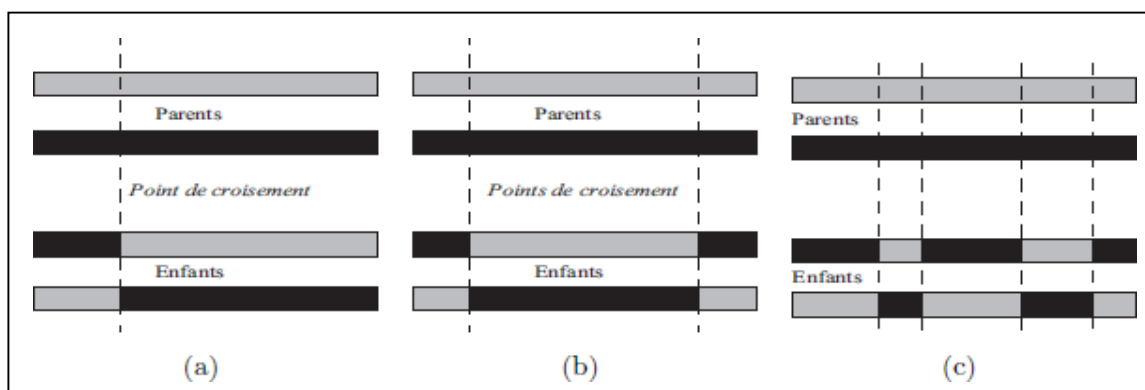 Parents
Point de croisement
Enfants
(a)
Parents
Points de croisement
Enfants
(b)
Parents
Enfants
(c)